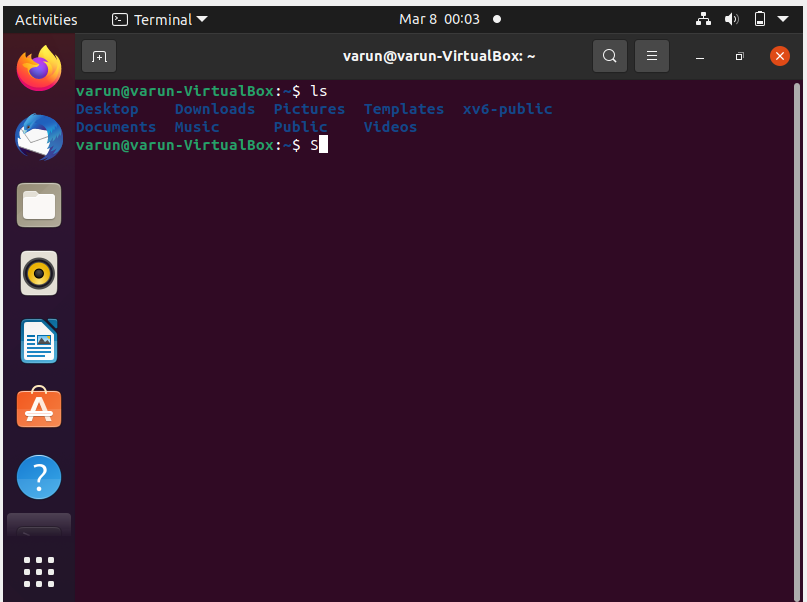 Activities Terminal Mar 8 00:03
varun@varun-VirtualBox: ~
varun@varun-VirtualBox:~$ ls
Desktop Downloads Pictures Templates xv6-public
Documents Music Public Videos
varun@varun-VirtualBox:~$ S